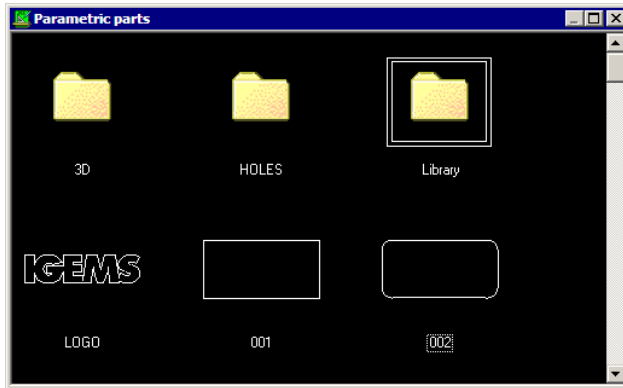 Parametric parts
3D
HOLES
Library
IGEMS
LOGO
001
002